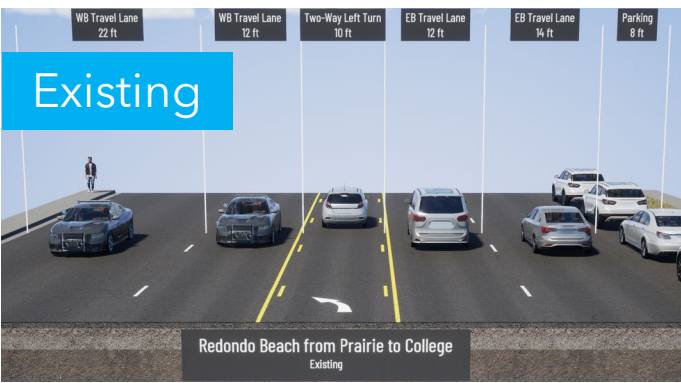 WB Travel Lane
22 ft
WB Travel Lane
12 ft
Two-Way Left Turn
10 ft
EB Travel Lane
12 ft
EB Travel Lane
14 ft
Parking
8 ft
Existing
Redondo Beach from Prairie to College
Existing